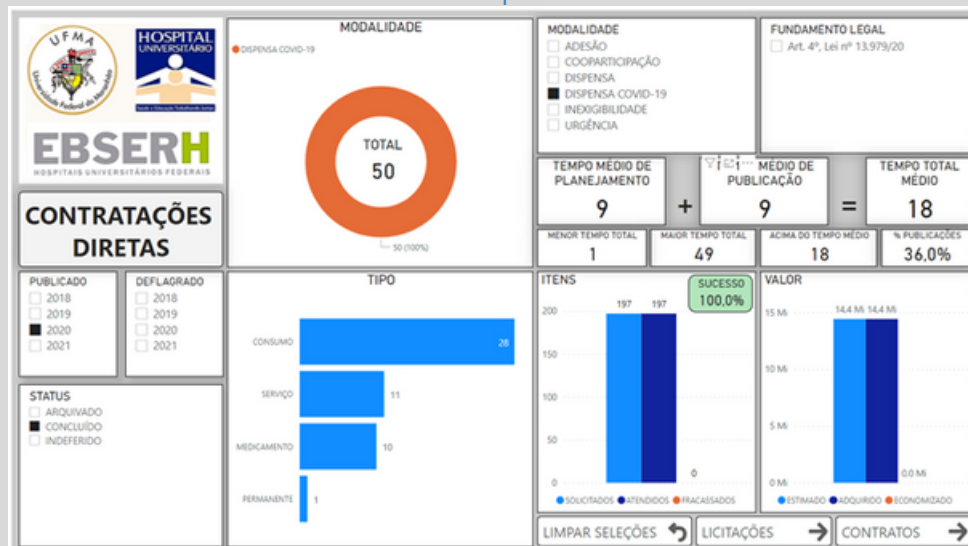 UFMA
Universidade Federal do Maranhão
HOSPITAL
UNIVERSITÁRIO
EBSERH
HOSPITAIS UNIVERSITÁRIOS FEDERAIS
CONTRATAÇÕES
DIRETAS
PUBLICADO
2018
2019
2020
2021
DEFLAGRADO
2018
2019
2020
2021
STATUS
ARQUIVADO
CONCLUÍDO
INDEFERIDO
MODALIDADE
DISPENSA COVID-19
TOTAL
50
50 (100%)
TIPO
CONSUMO 28
SERVIÇO 11
MEDICAMENTO 10
PERMANENTE 1
MODALIDADE
ADESÃO
COOPARTICIPAÇÃO
DISPENSA
DISPENSA COVID-19
INEXIGIBILIDADE
URGÊNCIA
FUNDAMENTO LEGAL
Art. 4º, Lei nº 13.979/20
TEMPO MÉDIO DE
PLANEJAMENTO
9
+
MÉDIO DE
PUBLICAÇÃO
9
=
TEMPO TOTAL
MÉDIO
18
MENOR TEMPO TOTAL
1
MAIOR TEMPO TOTAL
49
ACIMA DO TEMPO MÉDIO
18
% PUBLICAÇÕES
36,0%
ITENS
SUCESSO
100,0%
197 197
200
150
100
50
0
0
SOLICITADOS ATENDIDOS FRACASSADOS
VALOR
14,4 Mi 14,4 Mi
15 Mi
10 Mi
5 Mi
0 Mi
0,0 Mi
ESTIMADO ADQUIRIDO ECONOMIZADO
LIMPAR SELEÇÕES
LICITAÇÕES
CONTRATOS